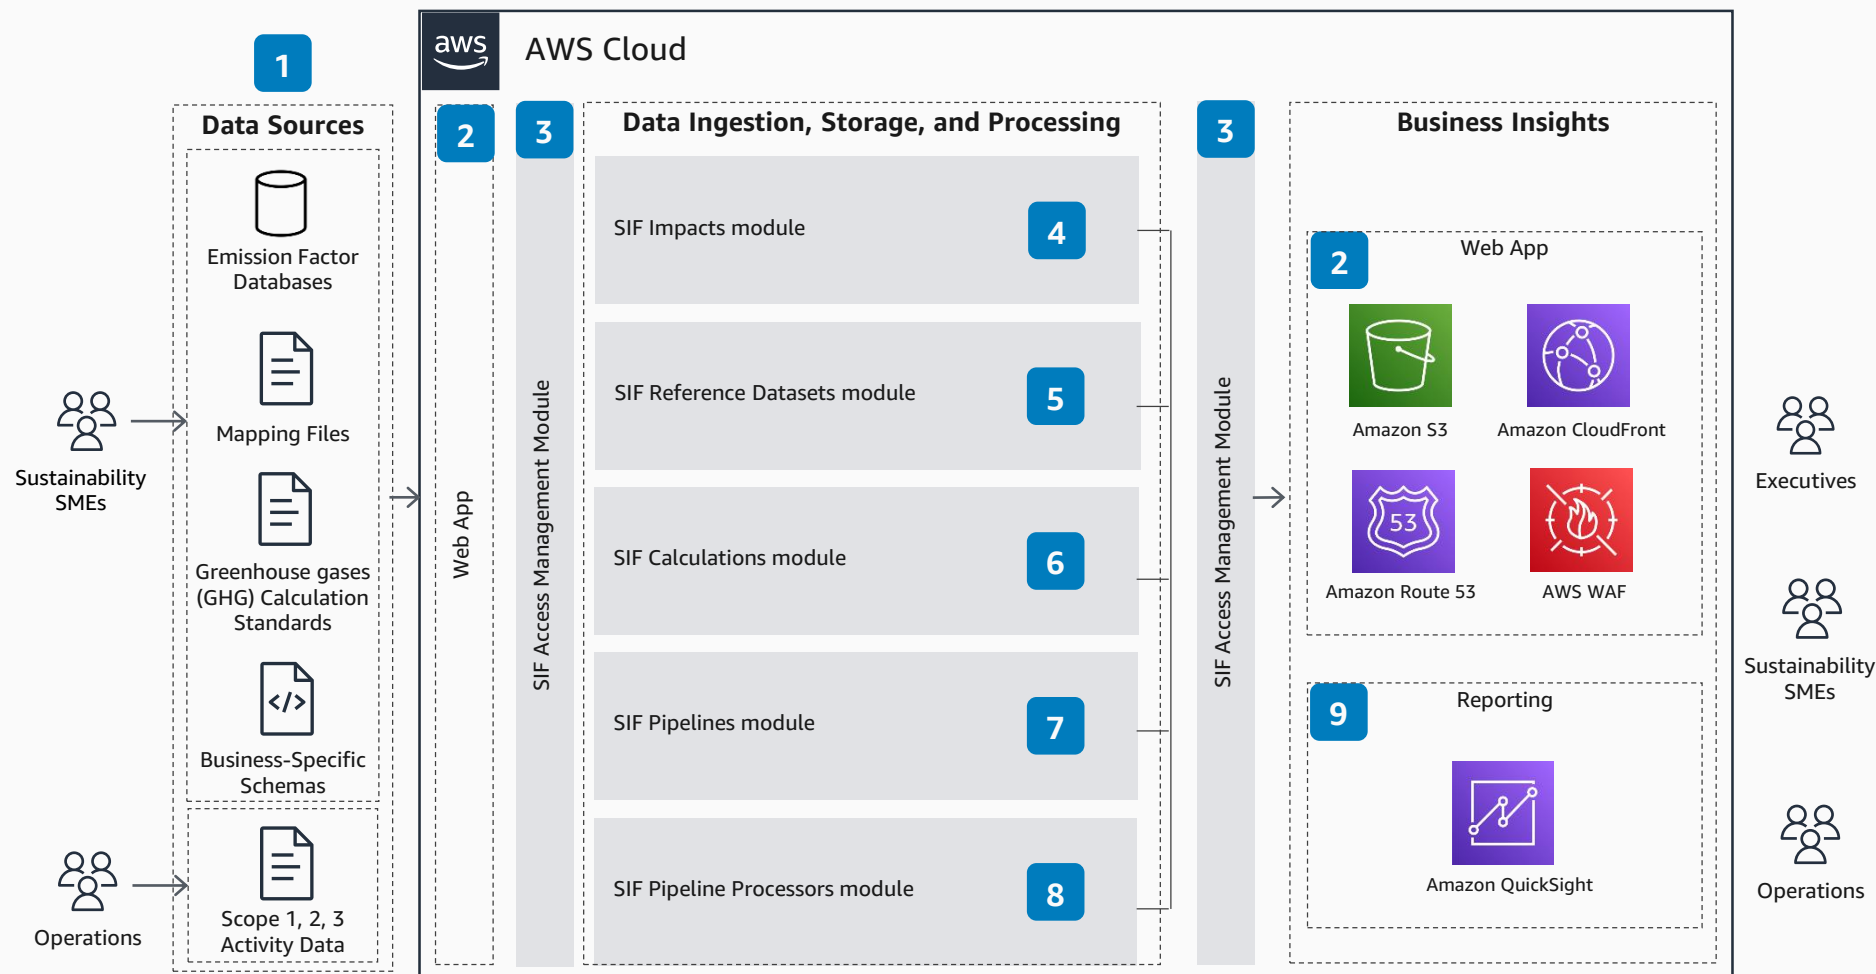 aws
AWS Cloud
1
Data Sources
Emission Factor
Databases
Mapping Files
Greenhouse gases
(GHG) Calculation
Standards
</>
Business-Specific
Schemas
Scope 1, 2, 3
Activity Data
Sustainability
SMEs
Operations
2
Web App
3
SIF Access Management Module
Data Ingestion, Storage, and Processing
SIF Impacts module
4
SIF Reference Datasets module
5
SIF Calculations module
6
SIF Pipelines module
7
SIF Pipeline Processors module
8
3
SIF Access Management Module
Business Insights
2
Web App
Amazon S3
Amazon CloudFront
53
Amazon Route 53
AWS WAF
9
Reporting
Amazon QuickSight
Executives
Sustainability
SMEs
Operations